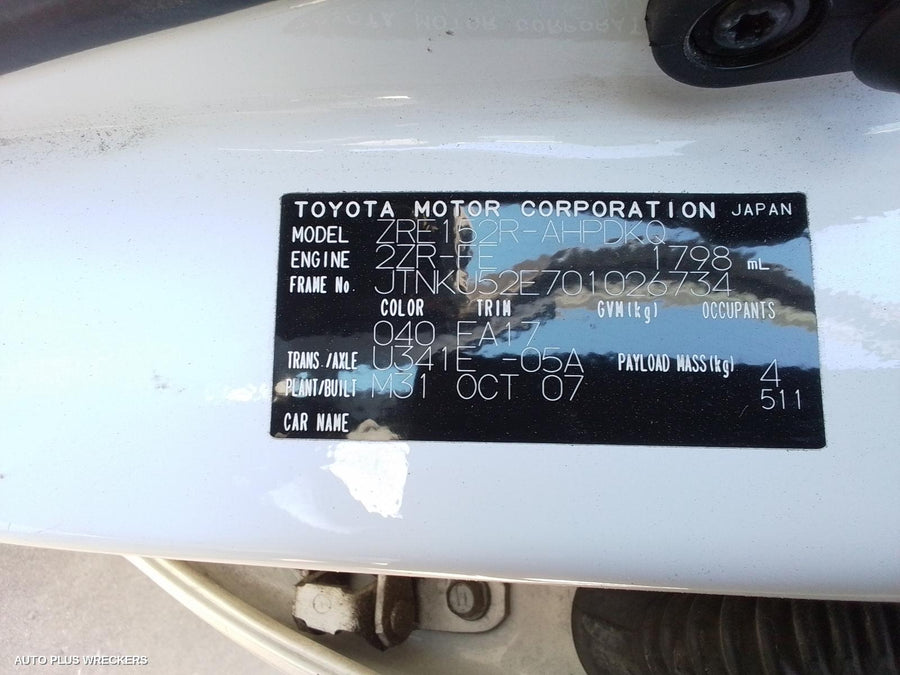 TOYOTA MOTOR CORPORATION JAPAN
MODEL ZRE152R-AHPDKQ
ENGINE 2ZR-FE 1798 mL
FRAME No. JTNKU52E701026734
COLOR TRIM GVM(kg) OCCUPANTS
040 EA17
TRANS./AXLE U341E -05A PAYLOAD MASS(kg) 4
PLANT/BUILT M31 OCT 07 511
CAR NAME
AUTO PLUS WRECKERS